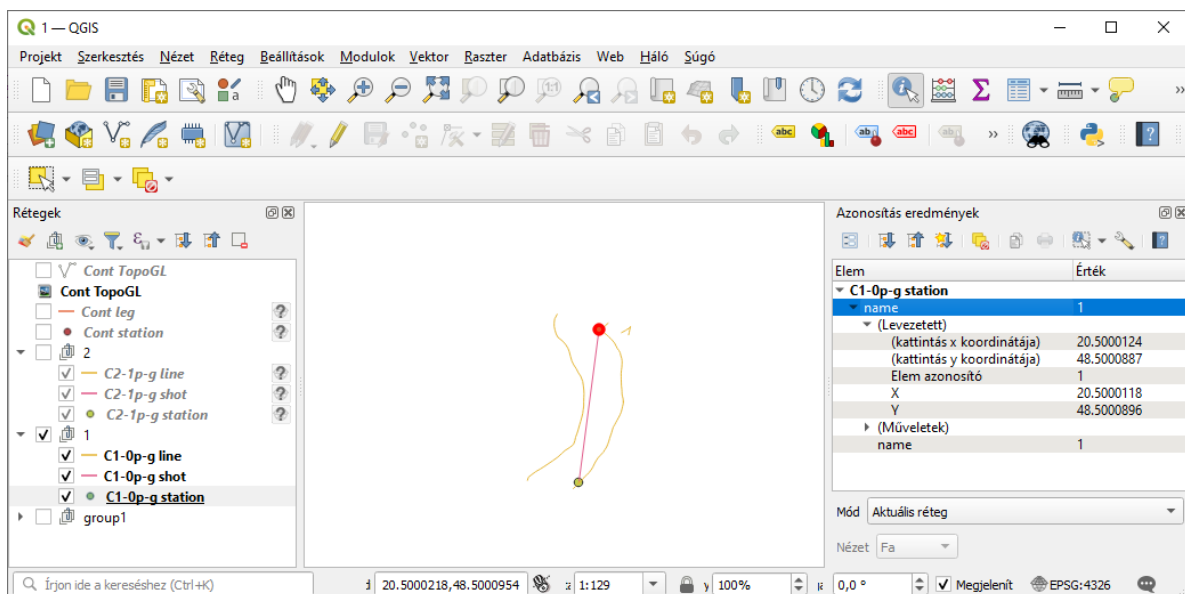 1 — QGIS
Projekt Szerkesztés Nézet Réteg Beállítások Modulok Vektor Raszter Adatbázis Web Háló Súgó
Rétegek
Cont TopoGL
Cont TopoGL
Cont leg ?
Cont station ?
2
C2-1p-g line ?
C2-1p-g shot ?
C2-1p-g station ?
1
C1-0p-g line
C1-0p-g shot
C1-0p-g station
group1
1
Azonosítás eredmények
Elem Érték
C1-0p-g station
name 1
(Levezetett)
(kattintás x koordinátája) 20.5000124
(kattintás y koordinátája) 48.5000887
Elem azonosító 1
X 20.5000118
Y 48.5000896
(Műveletek)
name 1
Mód Aktuális réteg
Nézet Fa
Írjon ide a kereséshez (Ctrl+K) 20.5000218,48.5000954 1:129 100% 0,0 ° Megjelenít EPSG:4326